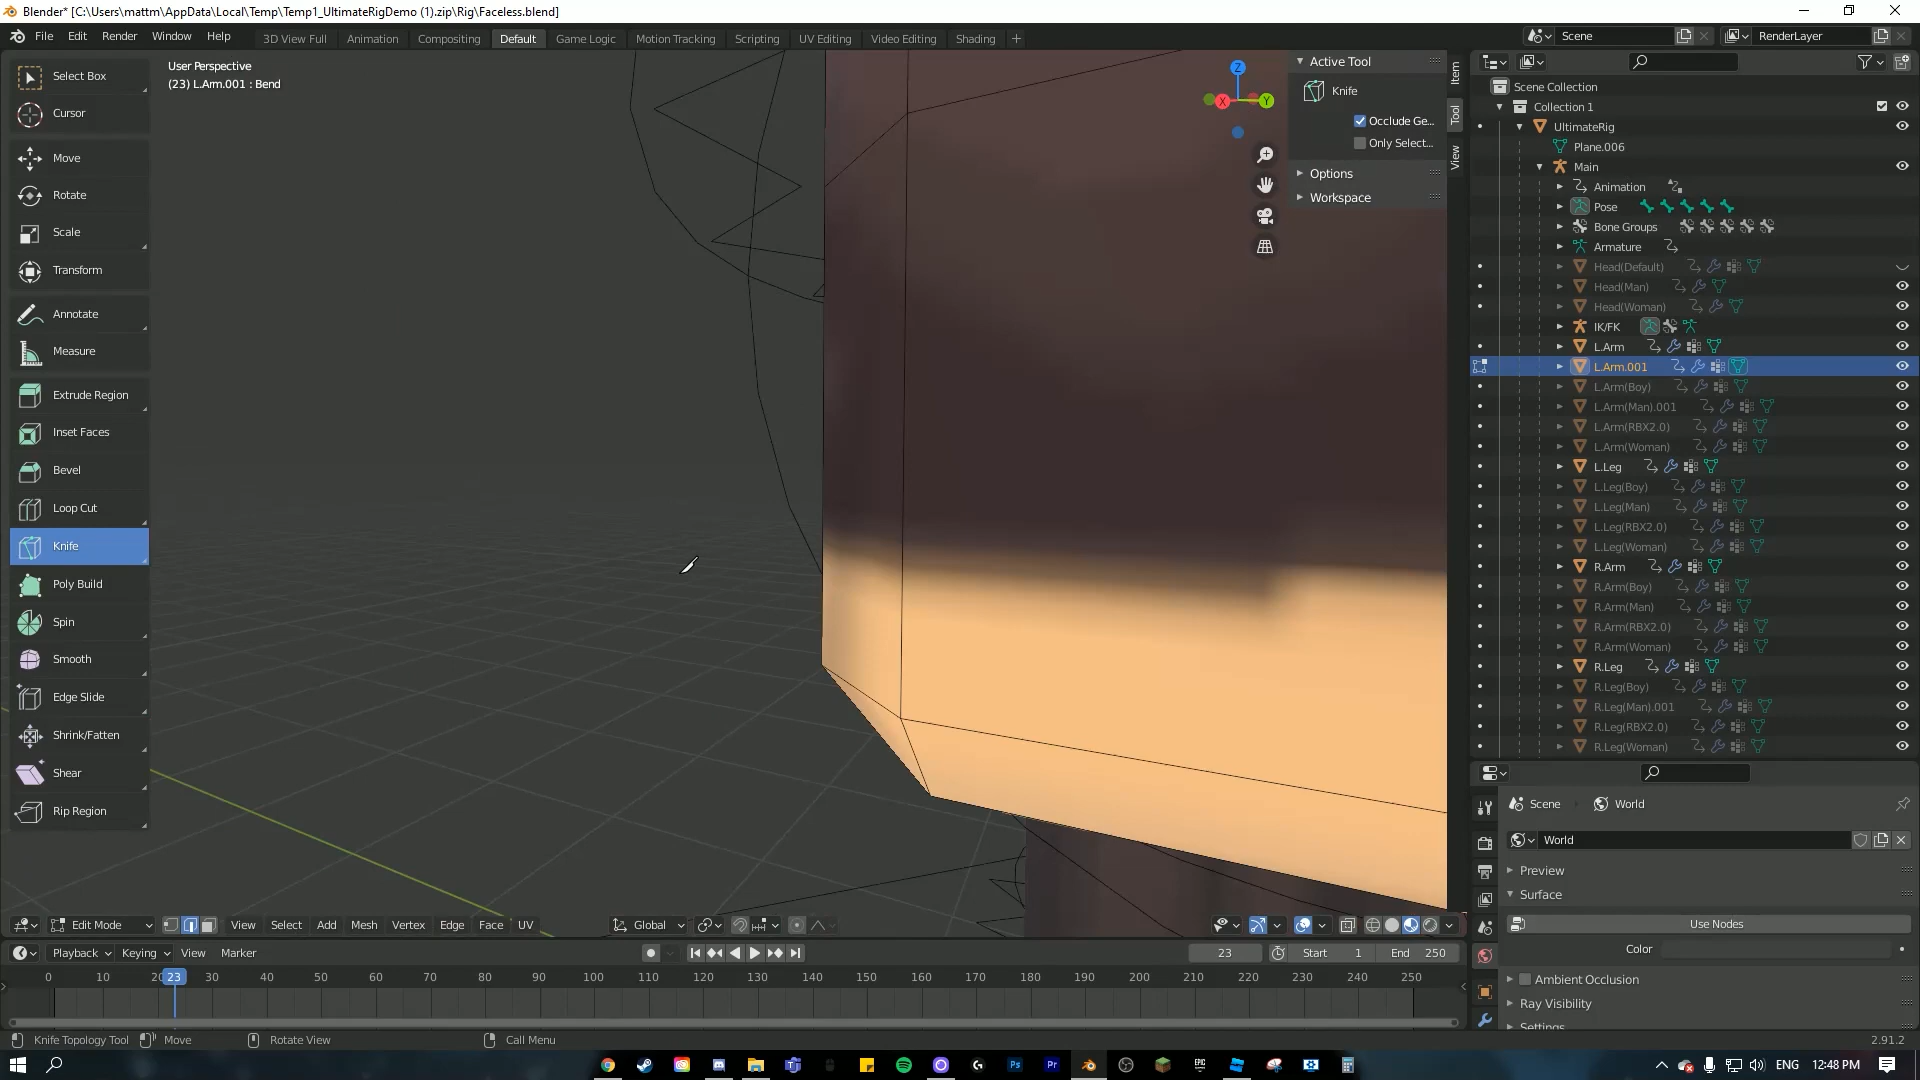 Blender* [C:\Users\mattm\AppData\Local\Temp\Temp1_UltimateRigDemo (1).zip\Rig\Faceless.blend]
File Edit Render Window Help 3D View Full Animation Compositing Default Game Logic Motion Tracking Scripting UV Editing Video Editing Shading + Scene RenderLayer
Select Box
Cursor
Move
Rotate
Scale
Transform
Annotate
Measure
Extrude Region
Inset Faces
Bevel
Loop Cut
Knife
Poly Build
Spin
Smooth
Edge Slide
Shrink/Fatten
Shear
Rip Region
User Perspective
(23) L.Arm.001 : Bend
Z
X
Y
Active Tool
Knife
Occlude Ge...
Only Select...
Options
Workspace
Item
Tool
View
Scene Collection
Collection 1
UltimateRig
Plane.006
Main
Animation
Pose
Bone Groups
Armature
Head(Default)
Head(Man)
Head(Woman)
IK/FK
L.Arm
L.Arm.001
L.Arm(Boy)
L.Arm(Man).001
L.Arm(RBX2.0)
L.Arm(Woman)
L.Leg
L.Leg(Boy)
L.Leg(Man)
L.Leg(RBX2.0)
L.Leg(Woman)
R.Arm
R.Arm(Boy)
R.Arm(Man)
R.Arm(RBX2.0)
R.Arm(Woman)
R.Leg
R.Leg(Boy)
R.Leg(Man).001
R.Leg(RBX2.0)
R.Leg(Woman)
Scene World
World
Preview
Surface
Use Nodes
Color
Ambient Occlusion
Ray Visibility
Settings
Edit Mode View Select Add Mesh Vertex Edge Face UV Global
Playback Keying View Marker 23 Start 1 End 250
0 10 20 23 30 40 50 60 70 80 90 100 110 120 130 140 150 160 170 180 190 200 210 220 230 240 250
Knife Topology Tool Move Rotate View Call Menu 2.91.2
ENG 12:48 PM